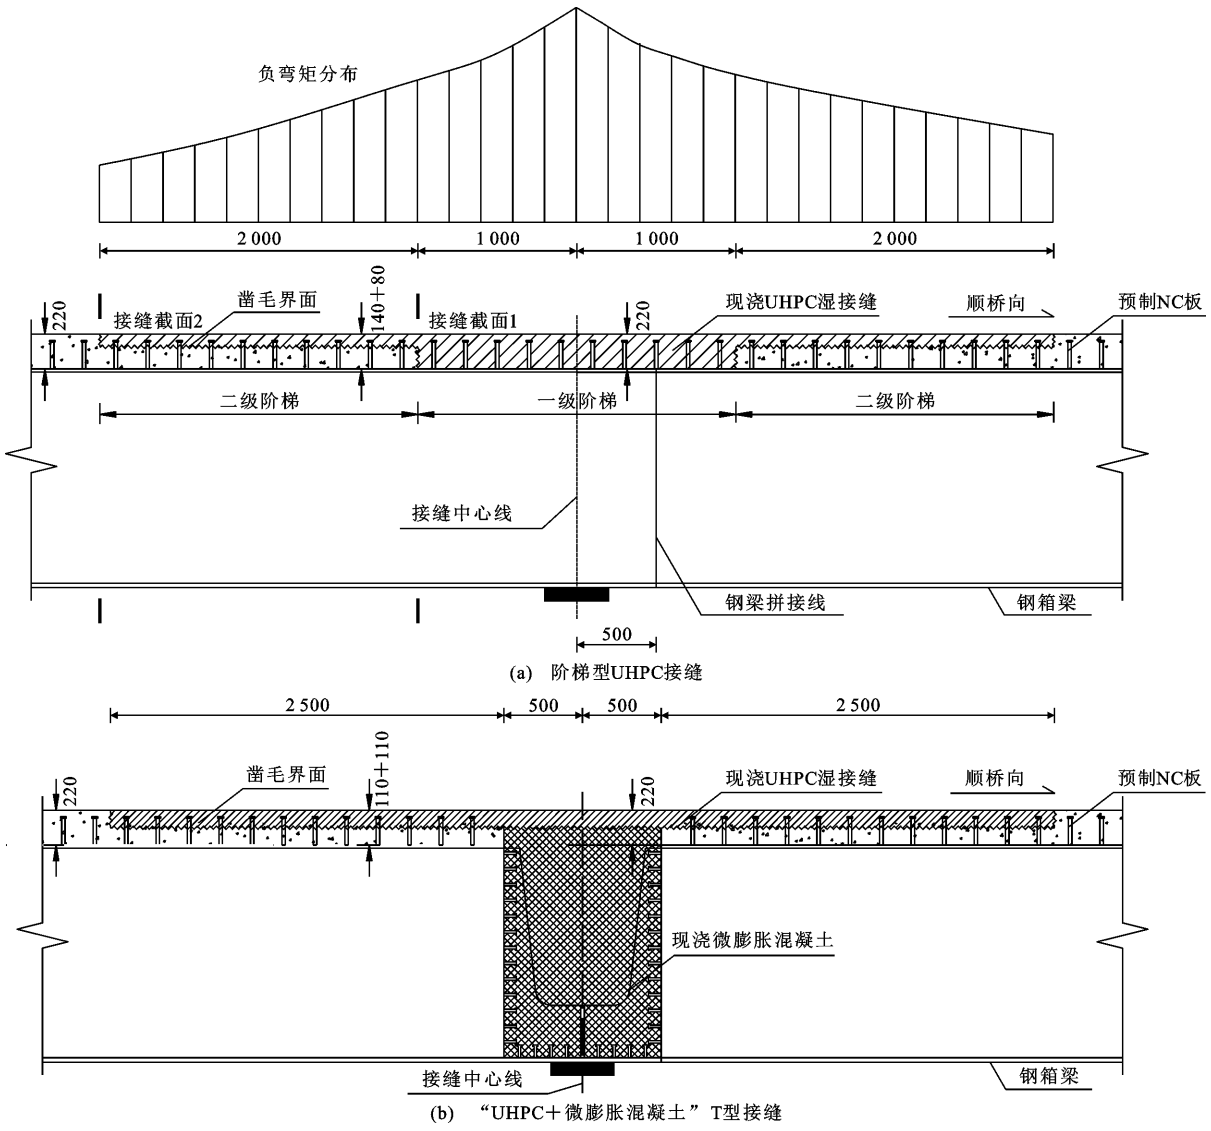 负弯矩分布
2 000
1 000
1 000
2 000
220
凿毛界面
接缝截面2
140+80
接缝截面1
220
现浇UHPC湿接缝
顺桥向
预制NC板
二级阶梯
一级阶梯
二级阶梯
接缝中心线
钢梁拼接线
钢箱梁
500
(a) 阶梯型UHPC接缝
2 500
500
500
2 500
220
凿毛界面
110+110
220
现浇UHPC湿接缝
顺桥向
预制NC板
现浇微膨胀混凝土
接缝中心线
钢箱梁
(b) “UHPC+微膨胀混凝土”T型接缝